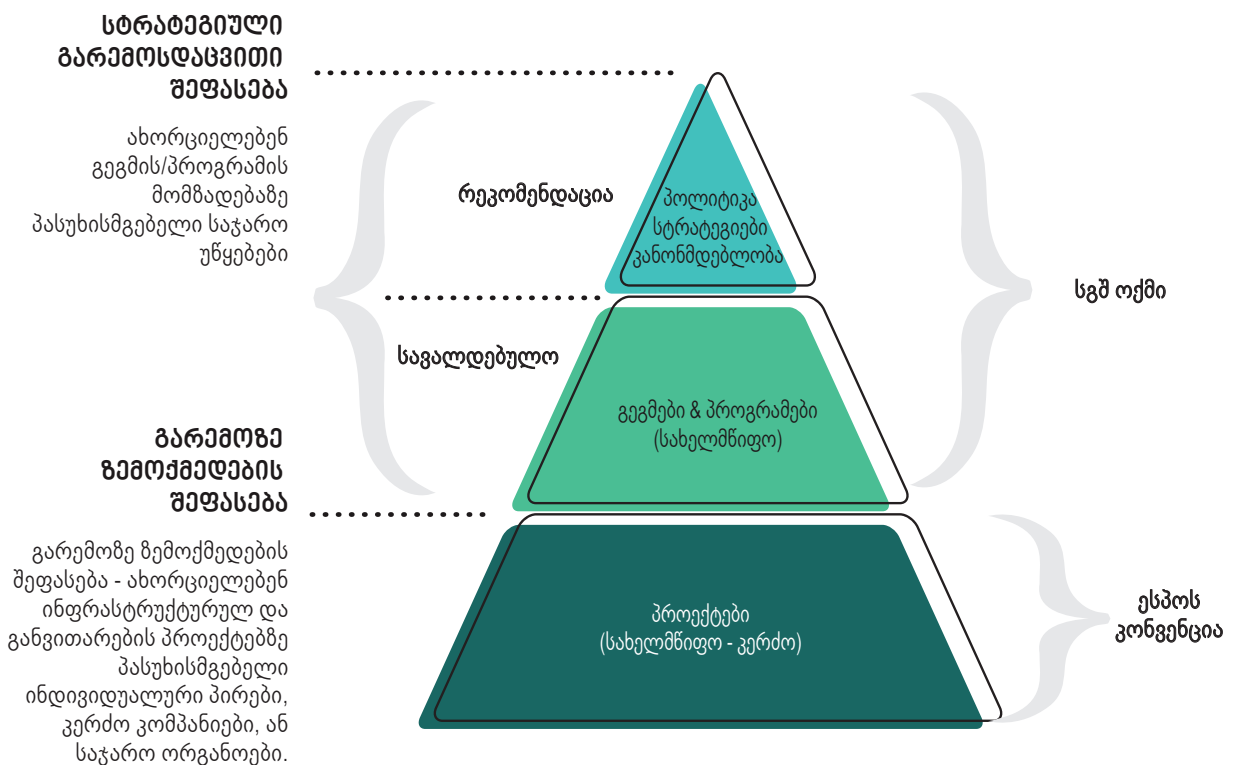 სტრატეგიული
გარემოსდაცვითი
შეფასება
ახორციელებენ
გეგმის/პროგრამის
მომზადებაზე
პასუხისმგებელი საჯარო
უწყებები
რეკომენდაცია
პოლიტიკა
სტრატეგიები
კანონმდებლობა
სგშ ოქმი
სავალდებულო
გეგმები & პროგრამები
(სახელმწიფო)
გარემოზე
ზემოქმედების
შეფასება
გარემოზე ზემოქმედების
შეფასება - ახორციელებენ
ინფრასტრუქტურულ და
განვითარების პროექტებზე
პასუხისმგებელი
ინდივიდუალური პირები,
კერძო კომპანიები, ან
საჯარო ორგანოები.
პროექტები
(სახელმწიფო - კერძო)
ესპოს
კონვენცია